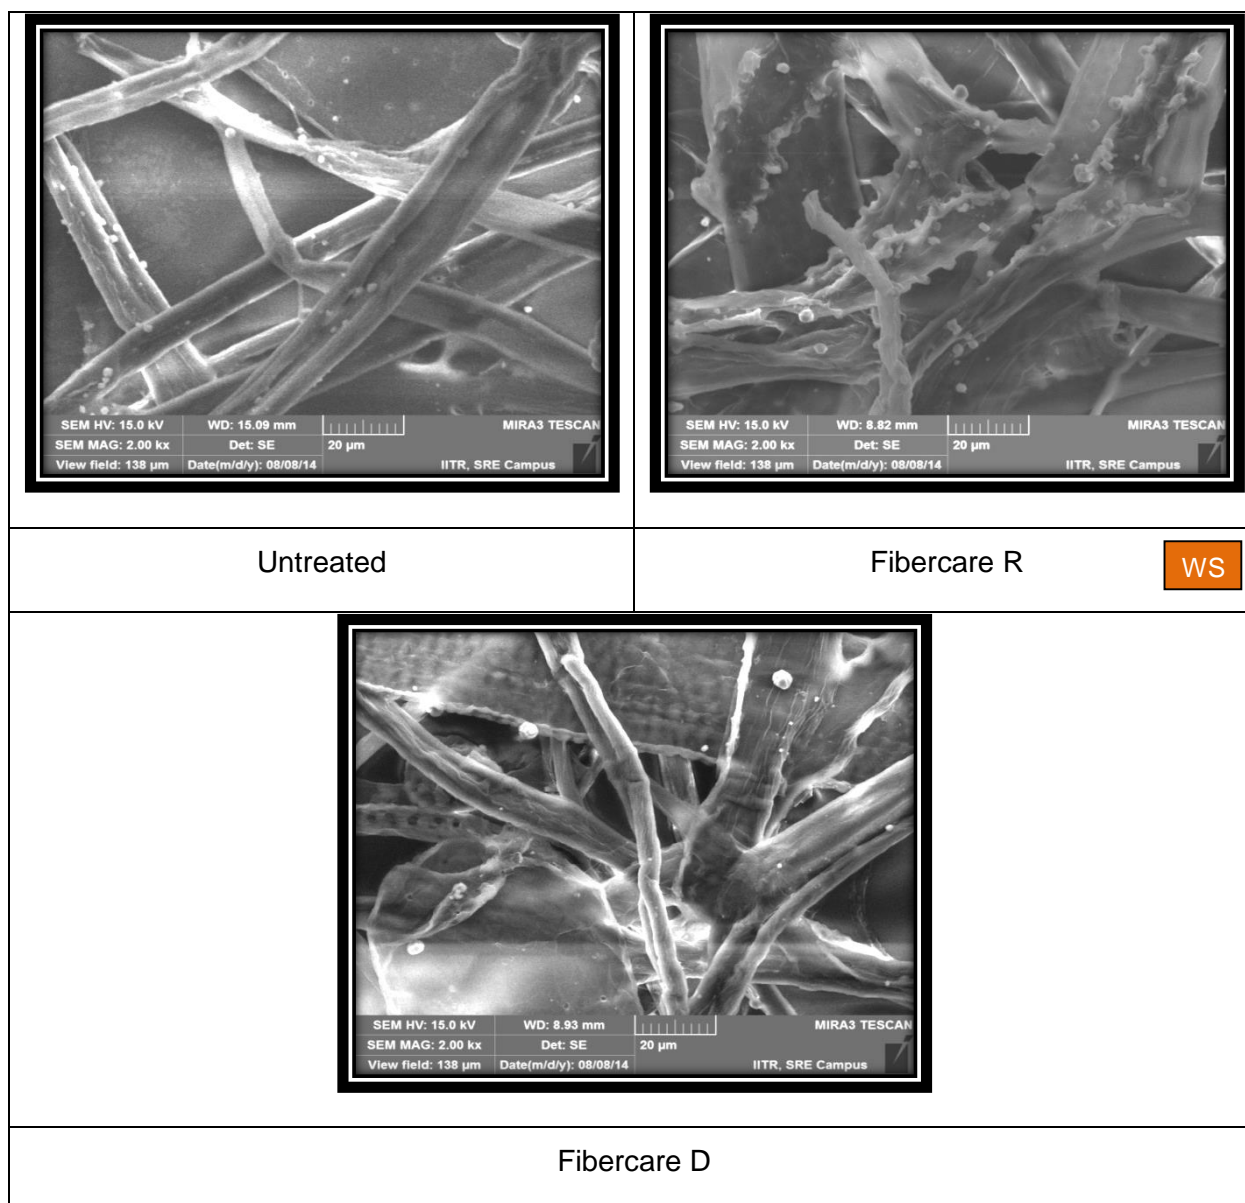 SEM HV: 15.0 kV WD: 15.09 mm MIRA3 TESCAN
SEM MAG: 2.00 kx Det: SE 20 µm
View field: 138 µm Date(m/d/y): 08/08/14 IITR, SRE Campus
SEM HV: 15.0 kV WD: 8.82 mm MIRA3 TESCAN
SEM MAG: 2.00 kx Det: SE 20 µm
View field: 138 µm Date(m/d/y): 08/08/14 IITR, SRE Campus
Untreated
Fibercare R
WS
SEM HV: 15.0 kV WD: 8.93 mm MIRA3 TESCAN
SEM MAG: 2.00 kx Det: SE 20 µm
View field: 138 µm Date(m/d/y): 08/08/14 IITR, SRE Campus
Fibercare D